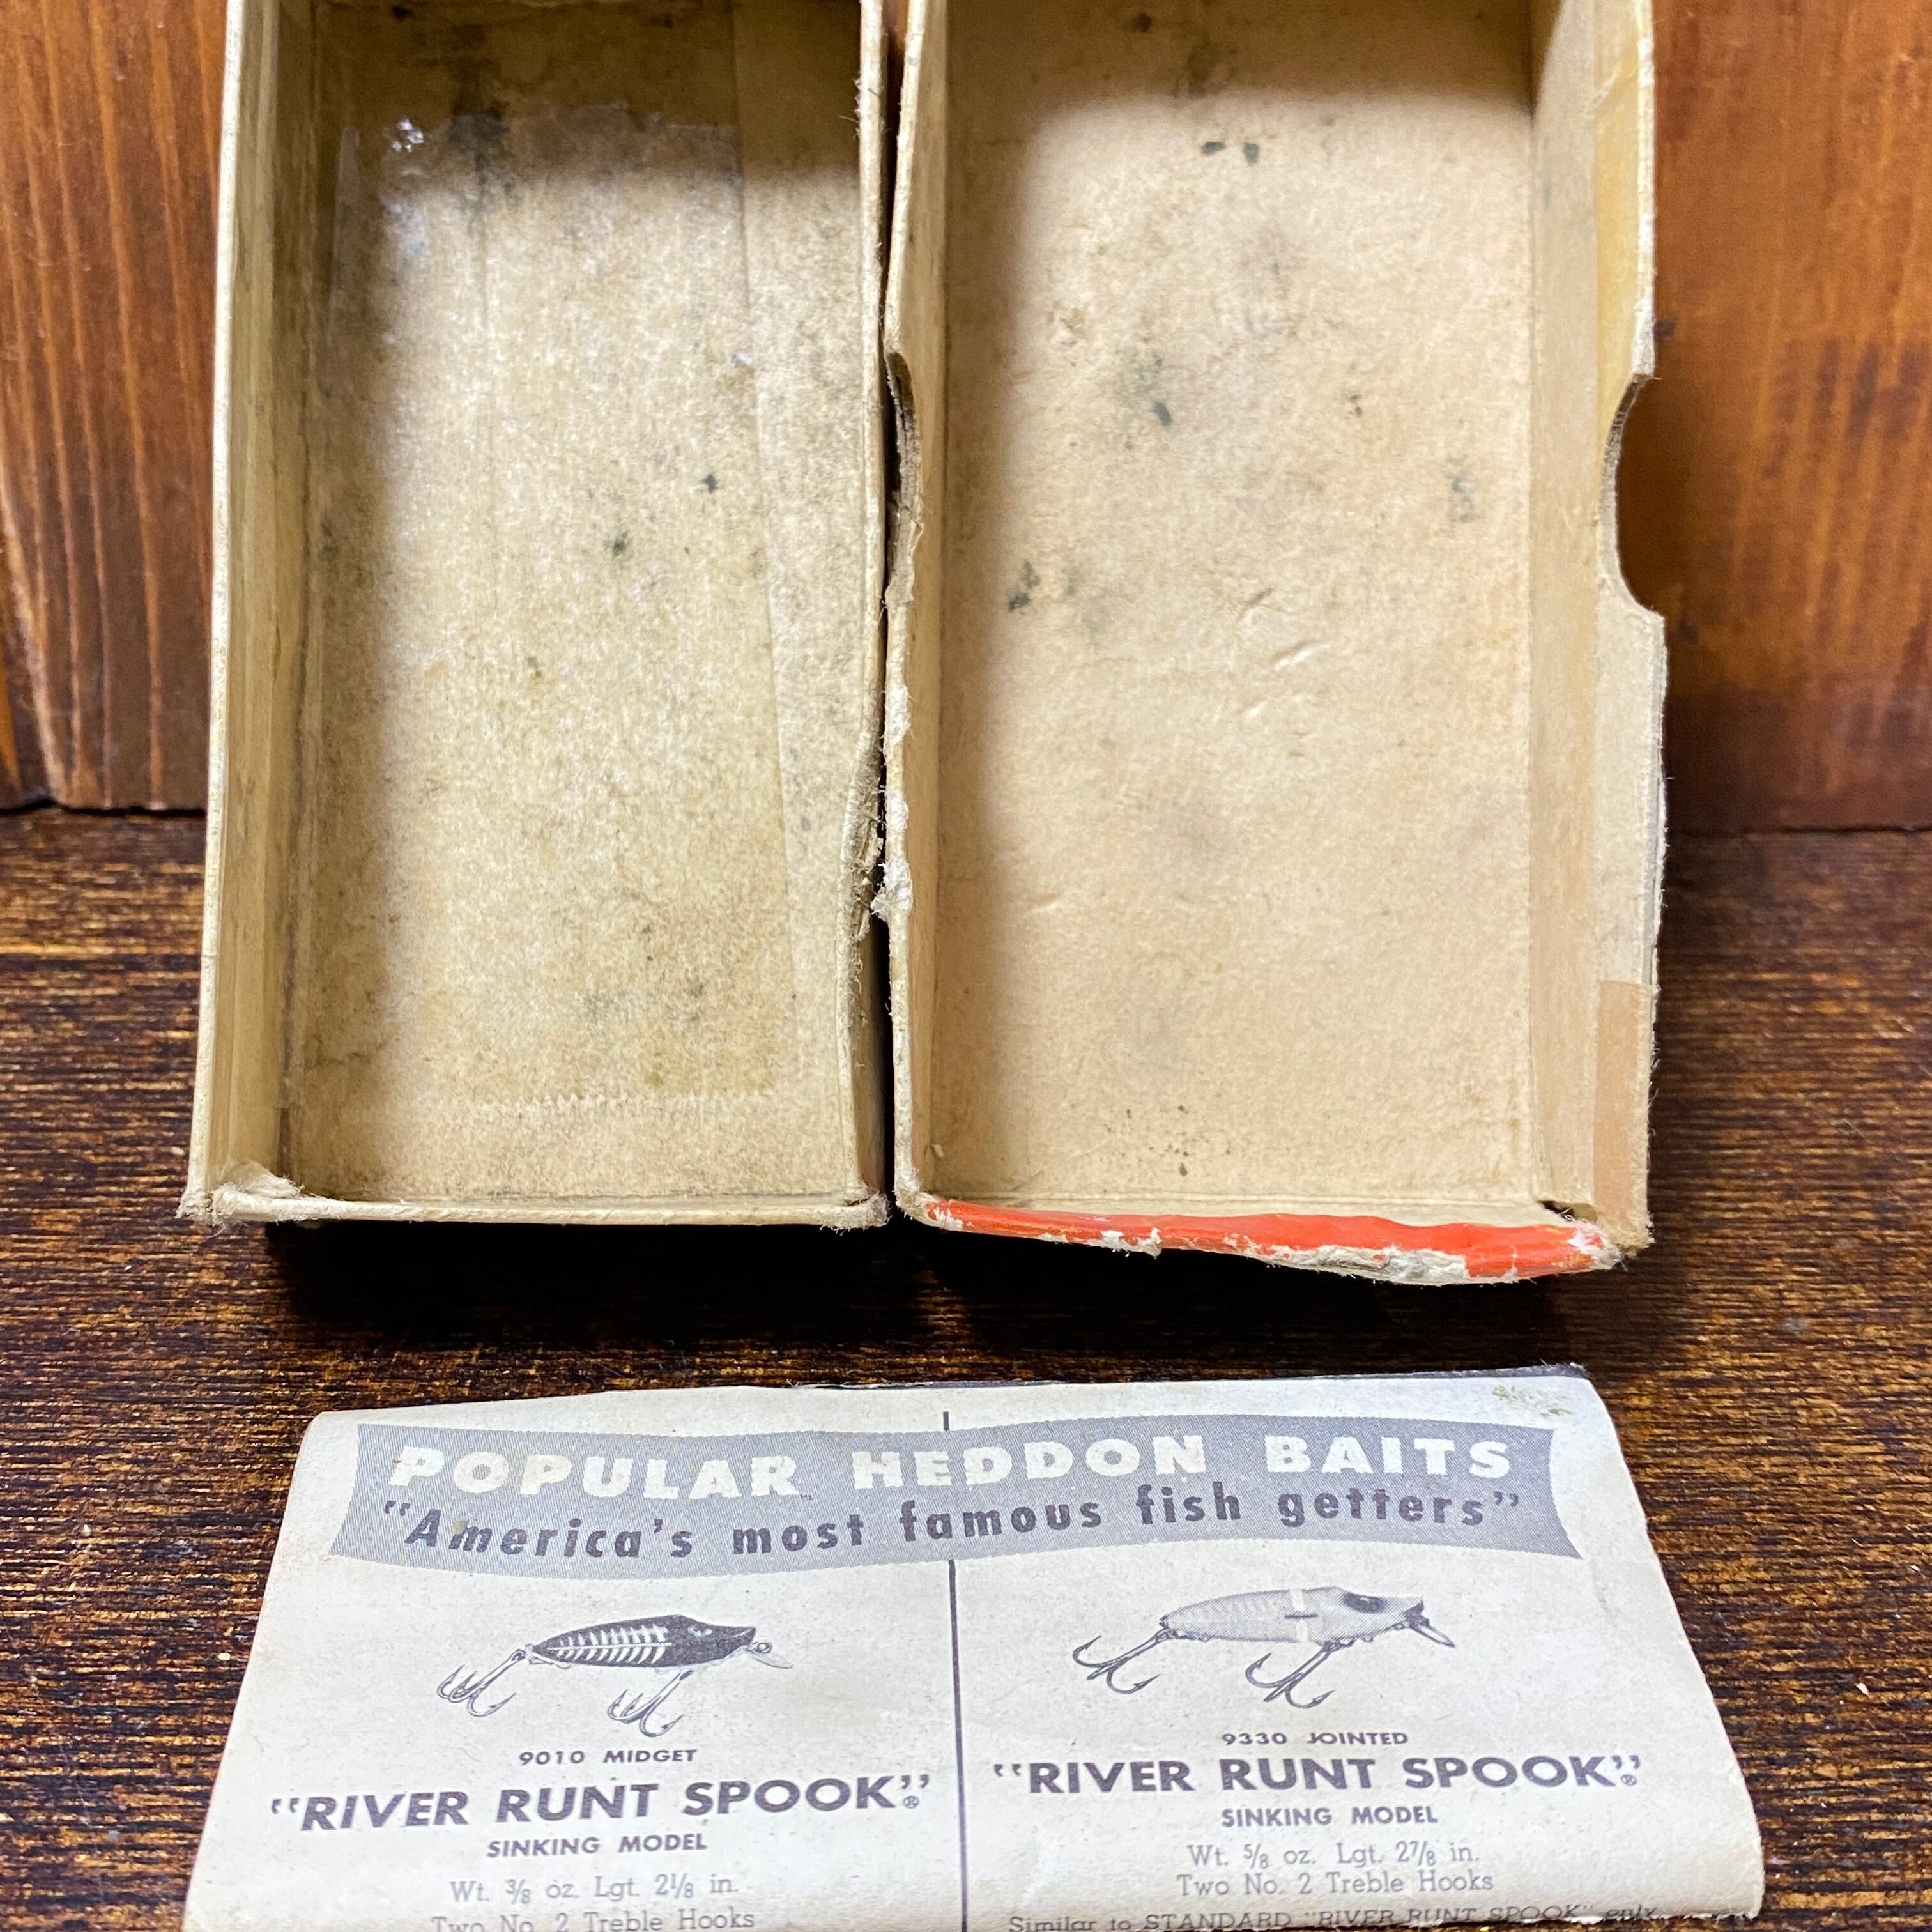 POPULAR HEDDON BAITS
"America's most famous fish getters"
9010 MIDGET
"RIVER RUNT SPOOK"®
SINKING MODEL
Wt. 3/8 oz. Lgt. 2 1/8 in.
Two No. 2 Treble Hooks
9330 JOINTED
"RIVER RUNT SPOOK"®
SINKING MODEL
Wt. 5/8 oz. Lgt. 2 7/8 in.
Two No. 2 Treble Hooks
Similar to STANDARD "RIVER RUNT SPOOK" only